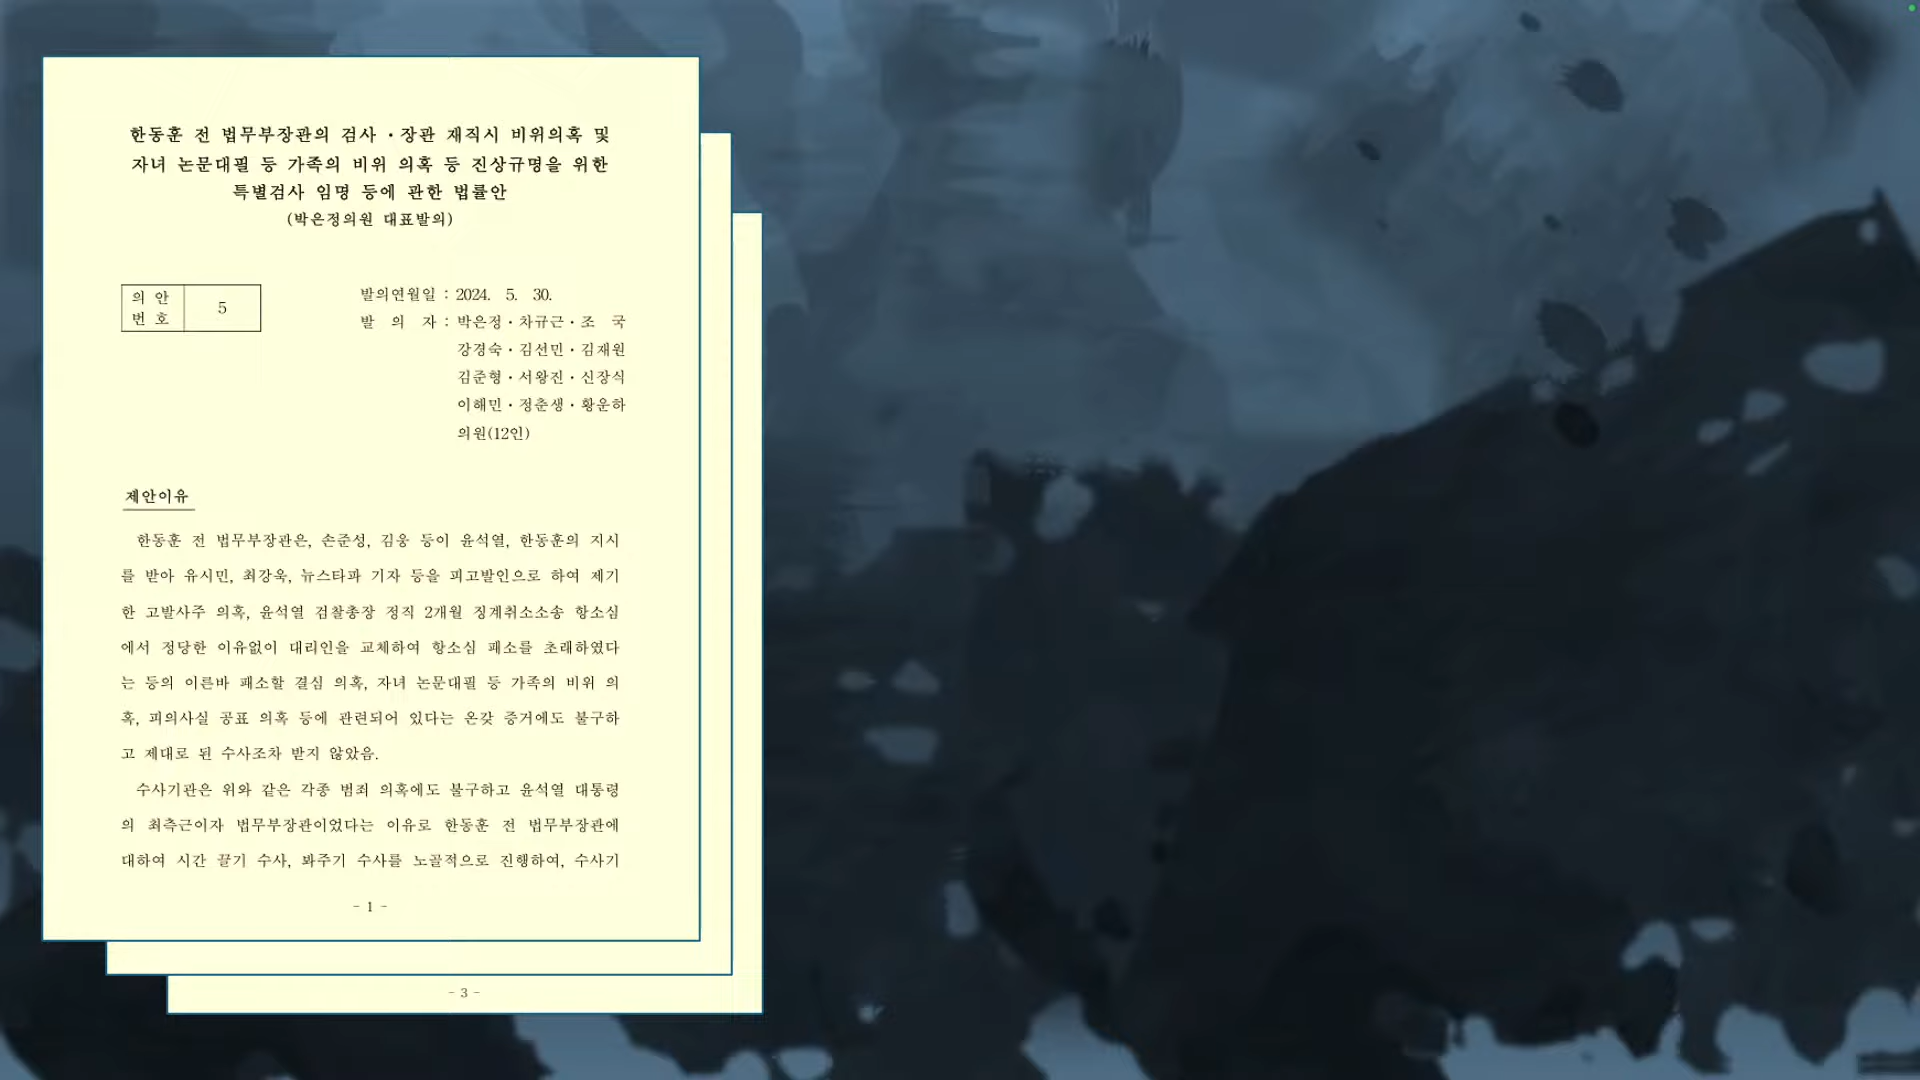 한동훈 전 법무부장관의 검사·장관 재직시 비위의혹 및
자녀 논문대필 등 가족의 비위 의혹 등 진상규명을 위한
특별검사 임명 등에 관한 법률안
(박은정의원 대표발의)
의 안
번 호
5
발의연월일 : 2024. 5. 30.
발 의 자 : 박은정·차규근·조 국
강경숙·김선민·김재원
김준형·서왕진·신장식
이해민·정춘생·황운하
의원(12인)
제안이유
한동훈 전 법무부장관은, 손준성, 김웅 등이 윤석열, 한동훈의 지시
를 받아 유시민, 최강욱, 뉴스타파 기자 등을 피고발인으로 하여 제기
한 고발사주 의혹, 윤석열 검찰총장 정직 2개월 징계취소소송 항소심
에서 정당한 이유없이 대리인을 교체하여 항소심 패소를 초래하였다
는 등의 이른바 패소할 결심 의혹, 자녀 논문대필 등 가족의 비위 의
혹, 피의사실 공표 의혹 등에 관련되어 있다는 온갖 증거에도 불구하
고 제대로 된 수사조차 받지 않았음.
수사기관은 위와 같은 각종 범죄 의혹에도 불구하고 윤석열 대통령
의 최측근이자 법무부장관이었다는 이유로 한동훈 전 법무부장관에
대하여 시간 끌기 수사, 봐주기 수사를 노골적으로 진행하여, 수사기
- 1 -
- 3 -